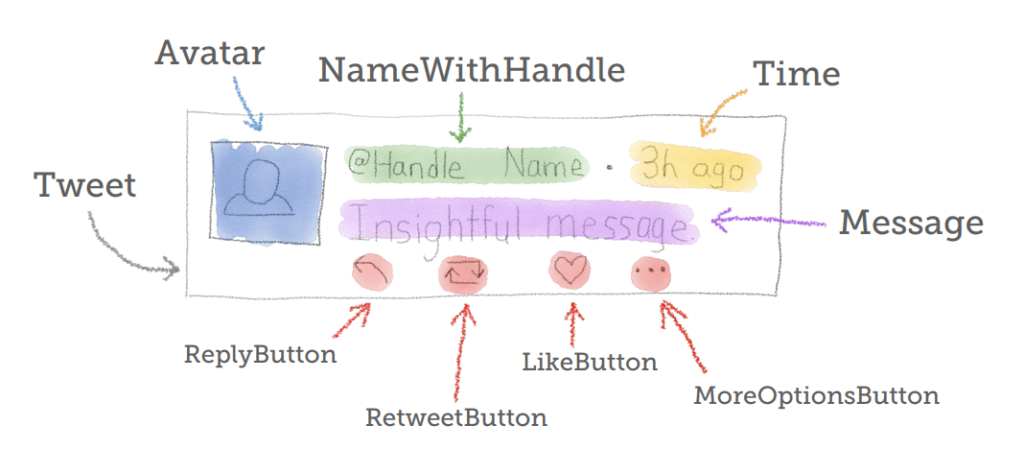 Avatar
NameWithHandle
Time
@Handle Name · 3h ago
Tweet
Insightful message.
Message
ReplyButton
LikeButton
MoreOptionsButton
RetweetButton